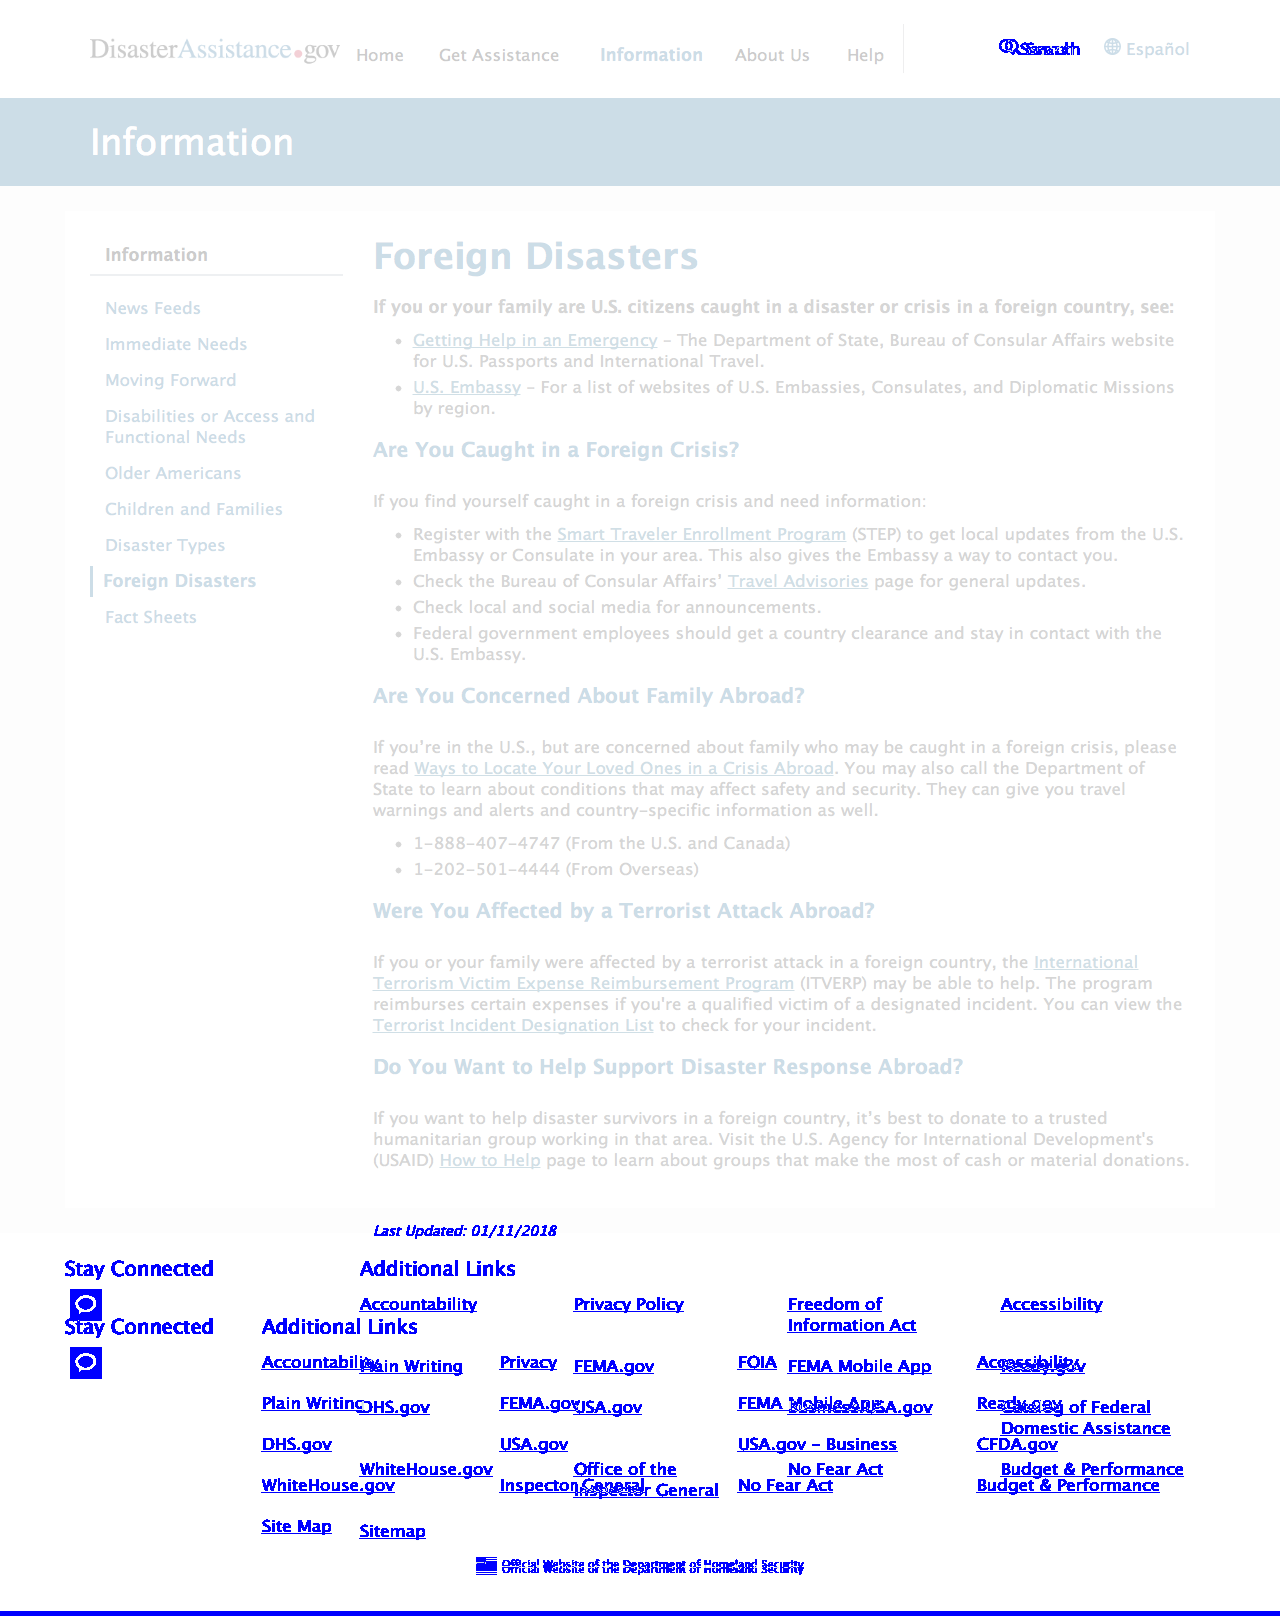 DisasterAssistance.gov Home Get Assistance Information About Us Help Search Español
Information
Information
News Feeds
Immediate Needs
Moving Forward
Disabilities or Access and
Functional Needs
Older Americans
Children and Families
Disaster Types
Foreign Disasters
Fact Sheets
Foreign Disasters
If you or your family are U.S. citizens caught in a disaster or crisis in a foreign country, see:
• Getting Help in an Emergency – The Department of State, Bureau of Consular Affairs website
for U.S. Passports and International Travel.
• U.S. Embassy – For a list of websites of U.S. Embassies, Consulates, and Diplomatic Missions
by region.
Are You Caught in a Foreign Crisis?
If you find yourself caught in a foreign crisis and need information:
• Register with the Smart Traveler Enrollment Program (STEP) to get local updates from the U.S.
Embassy or Consulate in your area. This also gives the Embassy a way to contact you.
• Check the Bureau of Consular Affairs’ Travel Advisories page for general updates.
• Check local and social media for announcements.
• Federal government employees should get a country clearance and stay in contact with the
U.S. Embassy.
Are You Concerned About Family Abroad?
If you’re in the U.S., but are concerned about family who may be caught in a foreign crisis, please
read Ways to Locate Your Loved Ones in a Crisis Abroad. You may also call the Department of
State to learn about conditions that may affect safety and security. They can give you travel
warnings and alerts and country-specific information as well.
• 1-888-407-4747 (From the U.S. and Canada)
• 1-202-501-4444 (From Overseas)
Were You Affected by a Terrorist Attack Abroad?
If you or your family were affected by a terrorist attack in a foreign country, the International
Terrorism Victim Expense Reimbursement Program (ITVERP) may be able to help. The program
reimburses certain expenses if you're a qualified victim of a designated incident. You can view the
Terrorist Incident Designation List to check for your incident.
Do You Want to Help Support Disaster Response Abroad?
If you want to help disaster survivors in a foreign country, it’s best to donate to a trusted
humanitarian group working in that area. Visit the U.S. Agency for International Development's
(USAID) How to Help page to learn about groups that make the most of cash or material donations.
Last Updated: 01/11/2018
Stay Connected Additional Links
Accountability Privacy Policy Freedom of Accessibility
Information Act
Stay Connected Additional Links
Accountability Privacy FOIA Accessibility
Plain Writing FEMA.gov FEMA Mobile App Ready.gov
Plain Writing FEMA.gov FEMA Mobile App Ready.gov
DHS.gov USA.gov BusinessUSA.gov Catalog of Federal
Domestic Assistance
DHS.gov USA.gov - Business CFDA.gov
USA.gov
WhiteHouse.gov Office of the No Fear Act Budget & Performance
Inspector General
WhiteHouse.gov Inspector General No Fear Act Budget & Performance
Site Map
Sitemap
Official Website of the Department of Homeland Security
Official Website of the Department of Homeland Security